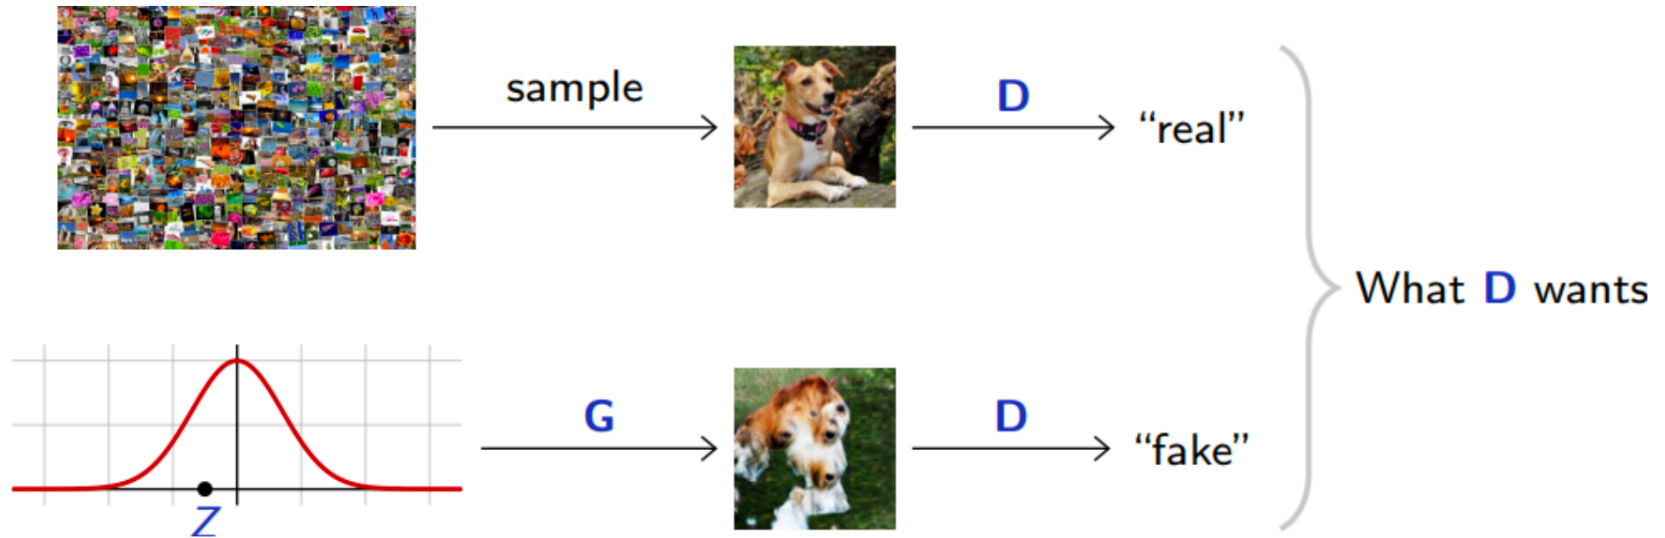 sample
D
“real”
What D wants
G
D
“fake”
Z